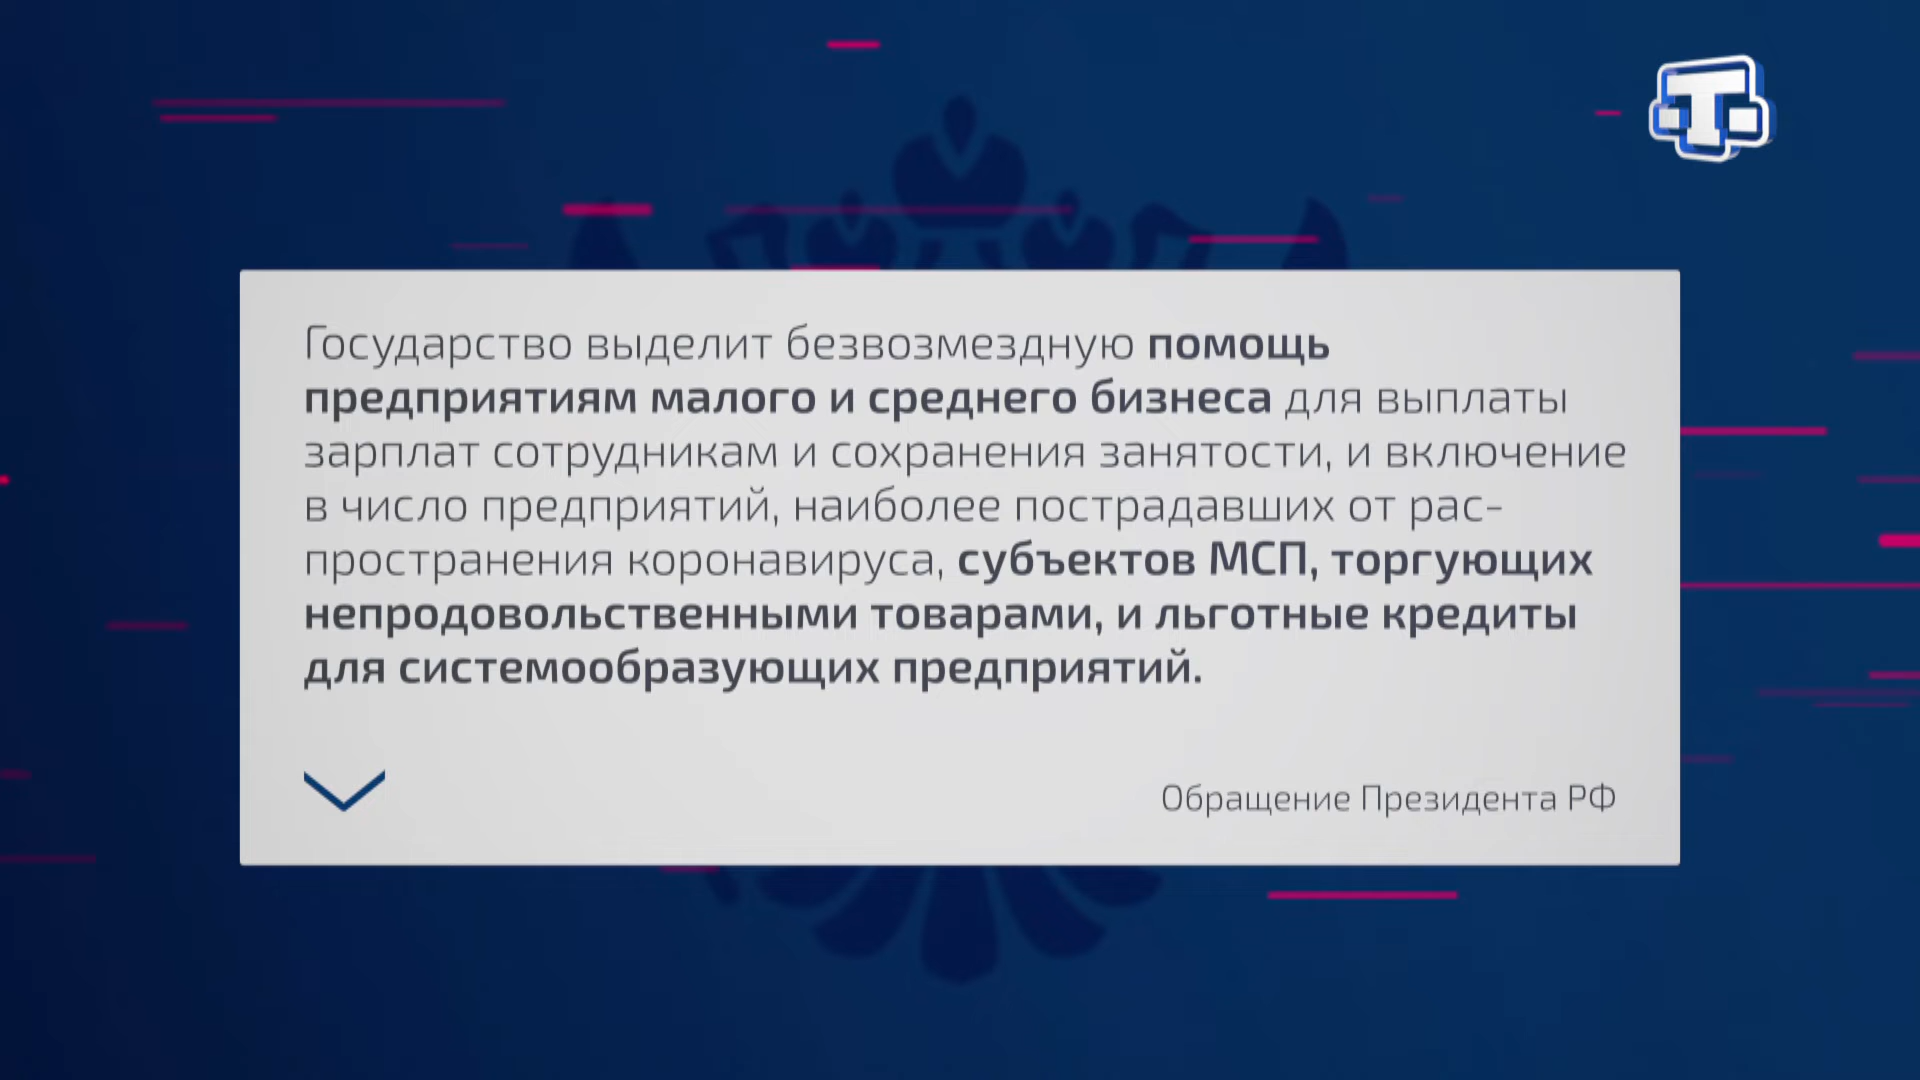 Т
Государство выделит безвозмездную помощь
предприятиям малого и среднего бизнеса для выплаты
зарплат сотрудникам и сохранения занятости, и включение
в число предприятий, наиболее пострадавших от рас-
пространения коронавируса, субъектов МСП, торгующих
непродовольственными товарами, и льготные кредиты
для системообразующих предприятий.
Обращение Президента РФ